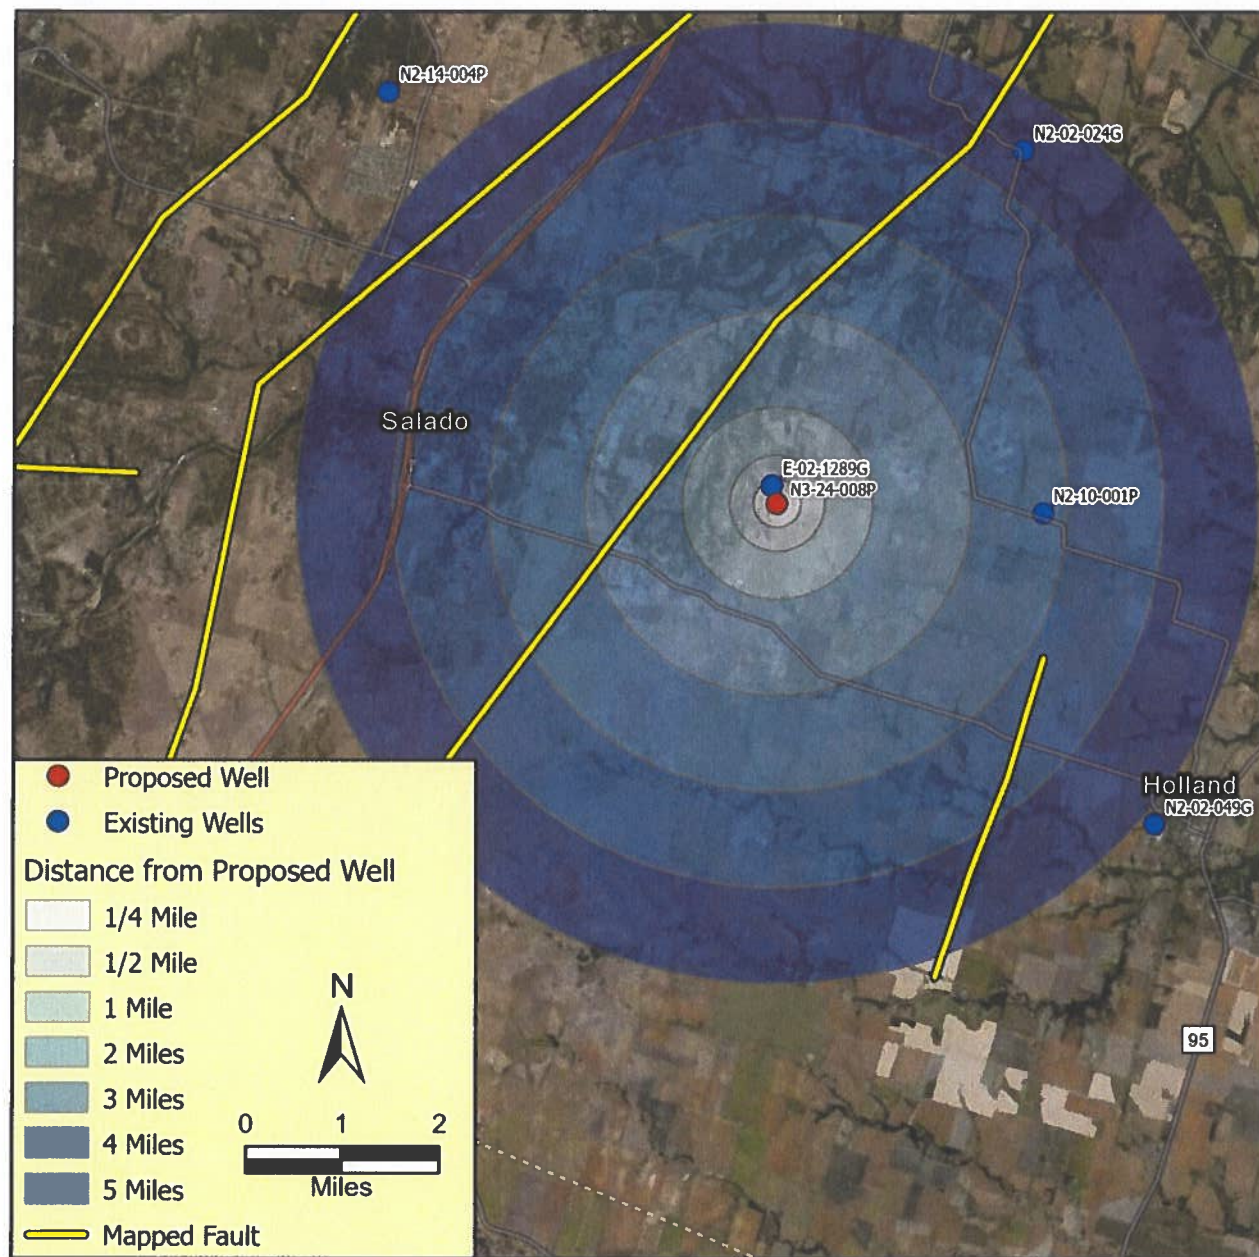 N2-14-004P
N2-02-024G
Salado
E-02-1289G
N3-24-008P
N2-10-001P
Holland
N2-02-049G
95
Proposed Well
Existing Wells
Distance from Proposed Well
1/4 Mile
1/2 Mile
1 Mile
2 Miles
3 Miles
4 Miles
5 Miles
Mapped Fault
N
0 1 2
Miles